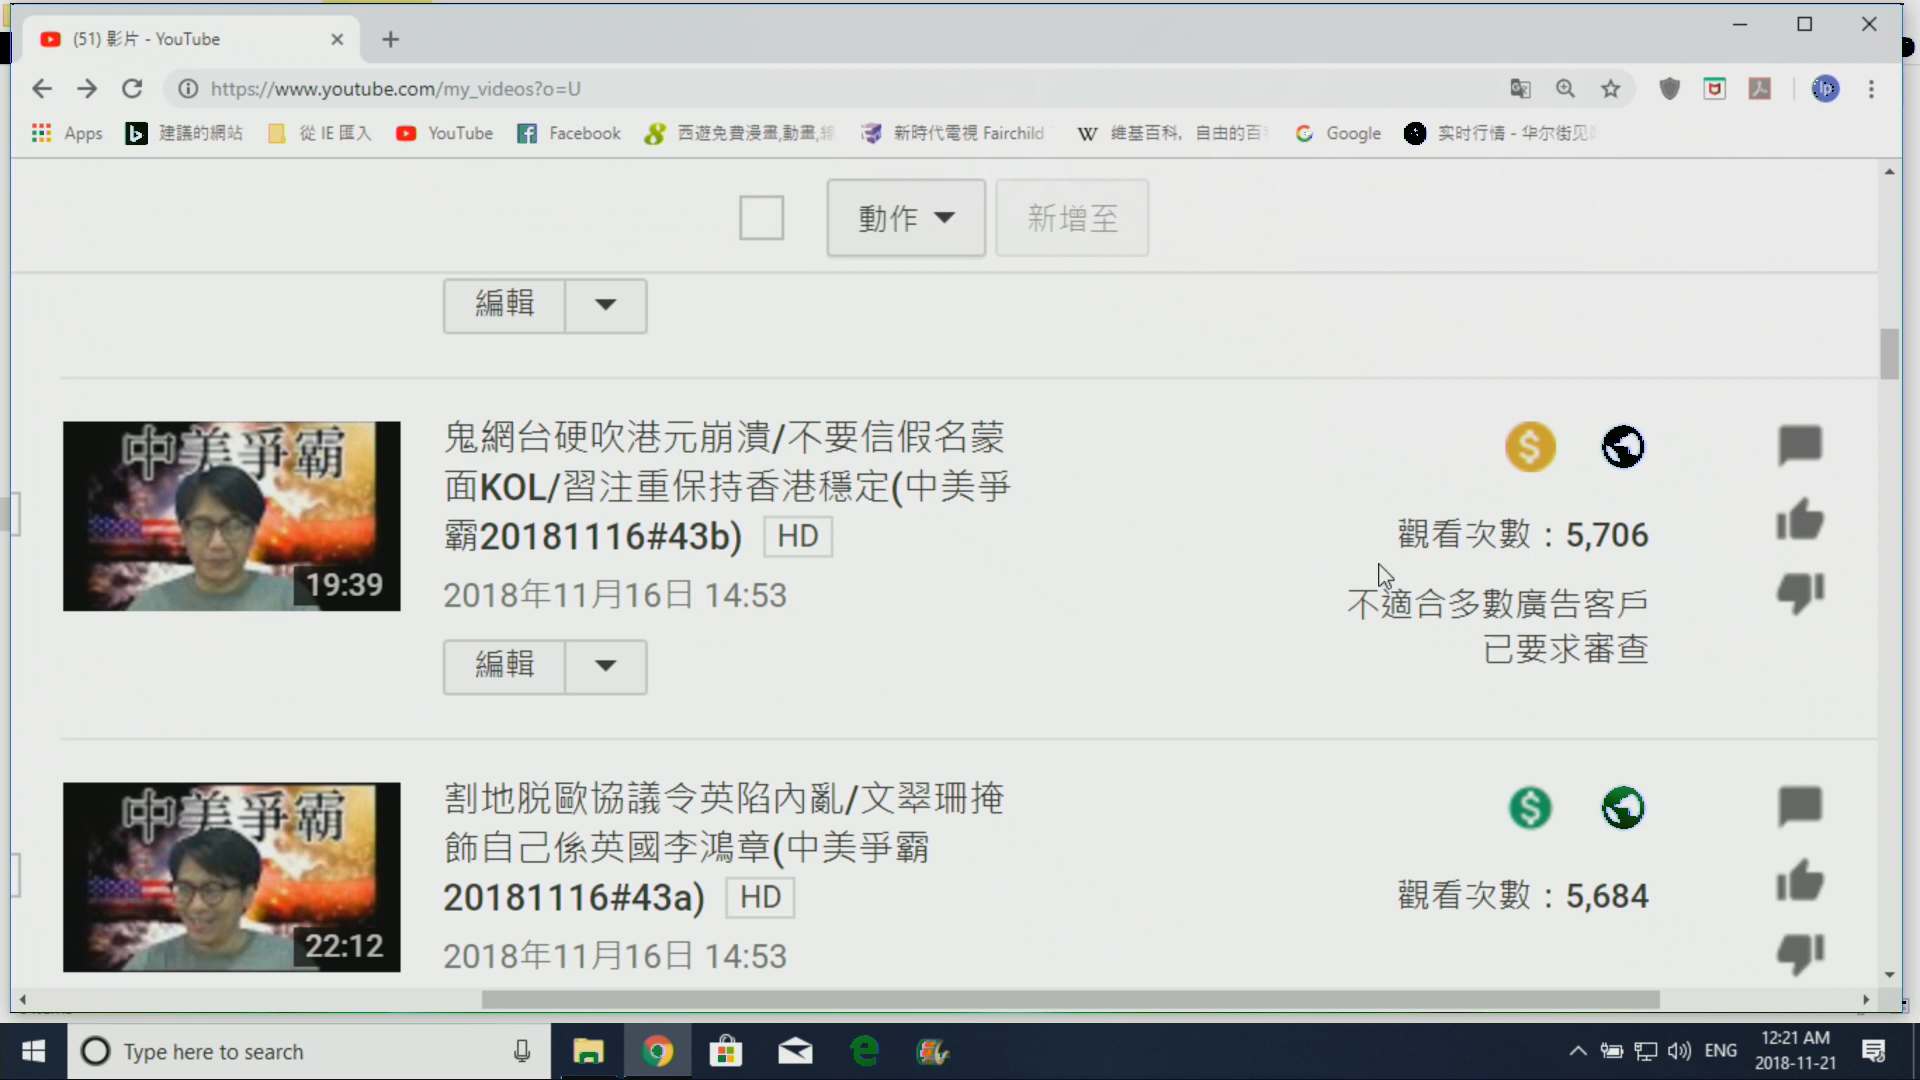 (51) 影片 - YouTube
https://www.youtube.com/my_videos?o=U
Apps 建議的網站 從 IE 匯入 YouTube Facebook 西遊免費漫畫,動畫, 新時代電視 Fairchild 維基百科，自由的百 Google 实时行情 - 华尔街见
動作 新增至
編輯
中美爭霸
19:39
鬼網台硬吹港元崩潰/不要信假名蒙
面KOL/習注重保持香港穩定(中美爭
霸20181116#43b) HD
2018年11月16日 14:53
編輯
觀看次數：5,706
不適合多數廣告客戶
已要求審查
中美爭霸
22:12
割地脫歐協議令英陷內亂/文翠珊掩
飾自己係英國李鴻章(中美爭霸
20181116#43a) HD
2018年11月16日 14:53
觀看次數：5,684
Type here to search
ENG
12:21 AM
2018-11-21